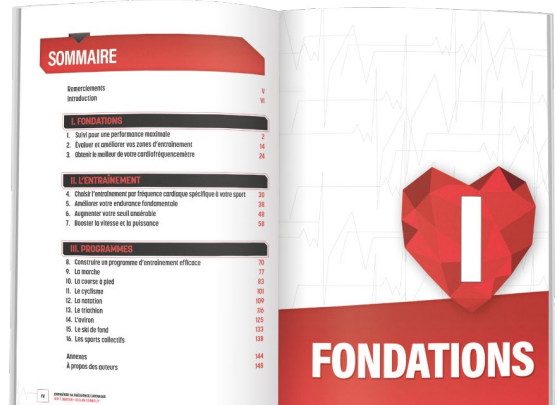 SOMMAIRE
Remerciements V
Introduction VI
I. FONDATIONS
1. Suivi pour une performance maximale 2
2. Évaluer et améliorer vos zones d'entraînement 14
3. Obtenir le meilleur de votre cardiofréquencemètre 24
II. L'ENTRAÎNEMENT
4. Choisir l'entraînement par fréquence cardiaque spécifique à votre sport 30
5. Améliorer votre endurance fondamentale 38
6. Augmenter votre seuil anaérobie 48
7. Booster la vitesse et la puissance 58
III. PROGRAMMES
8. Construire un programme d'entraînement efficace 70
9. La marche 77
10. La course à pied 83
11. Le cyclisme 101
12. La natation 109
13. Le triathlon 116
14. L'aviron 125
15. Le ski de fond 133
16. Les sports collectifs 138
Annexes 144
À propos des auteurs 148
IV
I
FONDATIONS